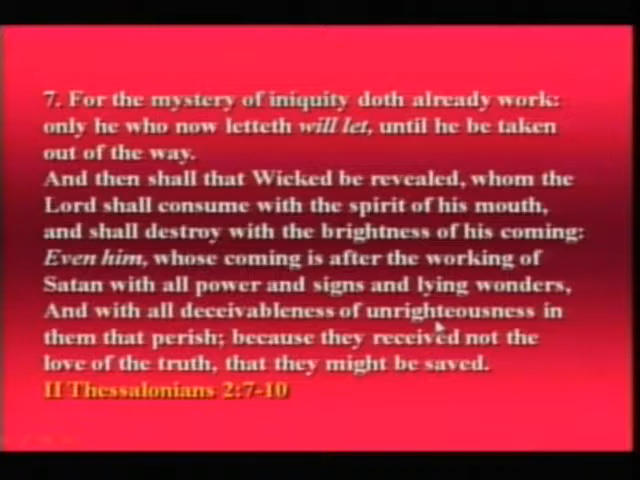 7. For the mystery of iniquity doth already work:
only he who now letteth will let, until he be taken
out of the way.
And then shall that Wicked be revealed, whom the
Lord shall consume with the spirit of his mouth,
and shall destroy with the brightness of his coming:
Even him, whose coming is after the working of
Satan with all power and signs and lying wonders,
And with all deceivableness of unrighteousness in
them that perish; because they received not the
love of the truth, that they might be saved.
II Thessalonians 2:7-10